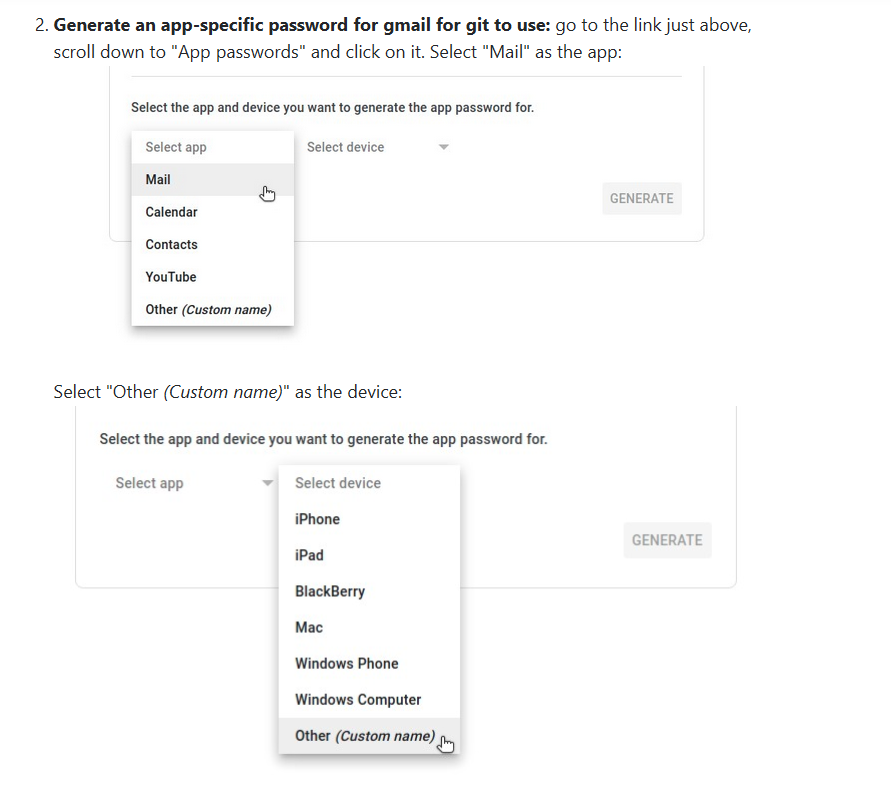 2. Generate an app-specific password for gmail for git to use: go to the link just above,
scroll down to "App passwords" and click on it. Select "Mail" as the app:
Select the app and device you want to generate the app password for.
Select app
Select device
Mail
GENERATE
Calendar
Contacts
YouTube
Other (Custom name)
Select "Other (Custom name)" as the device:
Select the app and device you want to generate the app password for.
Select app
Select device
iPhone
GENERATE
iPad
BlackBerry
Mac
Windows Phone
Windows Computer
Other (Custom name)